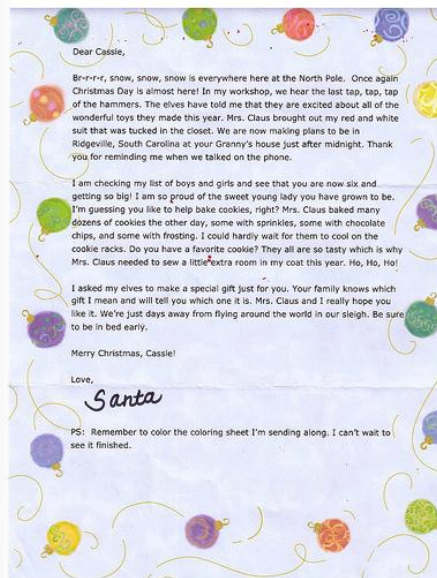 Dear Cassie,
Br-r-r-r, snow, snow, snow is everywhere here at the North Pole.  Once again
Christmas Day is almost here! In my workshop, we hear the last tap, tap, tap
of the hammers. The elves have told me that they are excited about all of the
wonderful toys they made this year. Mrs. Claus brought out my red and white
suit that was tucked in the closet. We are now making plans to be in
Ridgeville, South Carolina at your Granny's house just after midnight. Thank
you for reminding me when we talked on the phone.
I am checking my list of boys and girls and see that you are now six and
getting so big! I am so proud of the sweet young lady you have grown to be.
I'm guessing you like to help bake cookies, right? Mrs. Claus baked many
dozens of cookies the other day, some with sprinkles, some with chocolate
chips, and some with frosting. I could hardly wait for them to cool on the
cookie racks. Do you have a favorite cookie? They all are so tasty which is why
Mrs. Claus needed to sew a little extra room in my coat this year. Ho, Ho, Ho!
I asked my elves to make a special gift just for you. Your family knows which
gift I mean and will tell you which one it is. Mrs. Claus and I really hope you
like it. We're just days away from flying around the world in our sleigh. Be sure
to be in bed early.
Merry Christmas, Cassie!
Love,
Santa
PS:  Remember to color the coloring sheet I'm sending along. I can't wait to
see it finished.